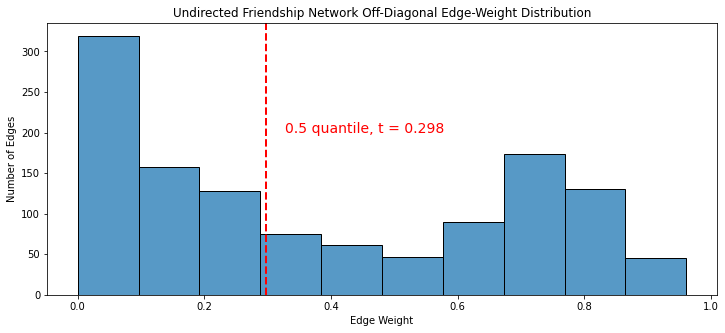 Undirected Friendship Network Off-Diagonal Edge-Weight Distribution
300
250
200
150
100
50
0
Number of Edges
0.5 quantile, t = 0.298
0.0 0.2 0.4 0.6 0.8 1.0
Edge Weight